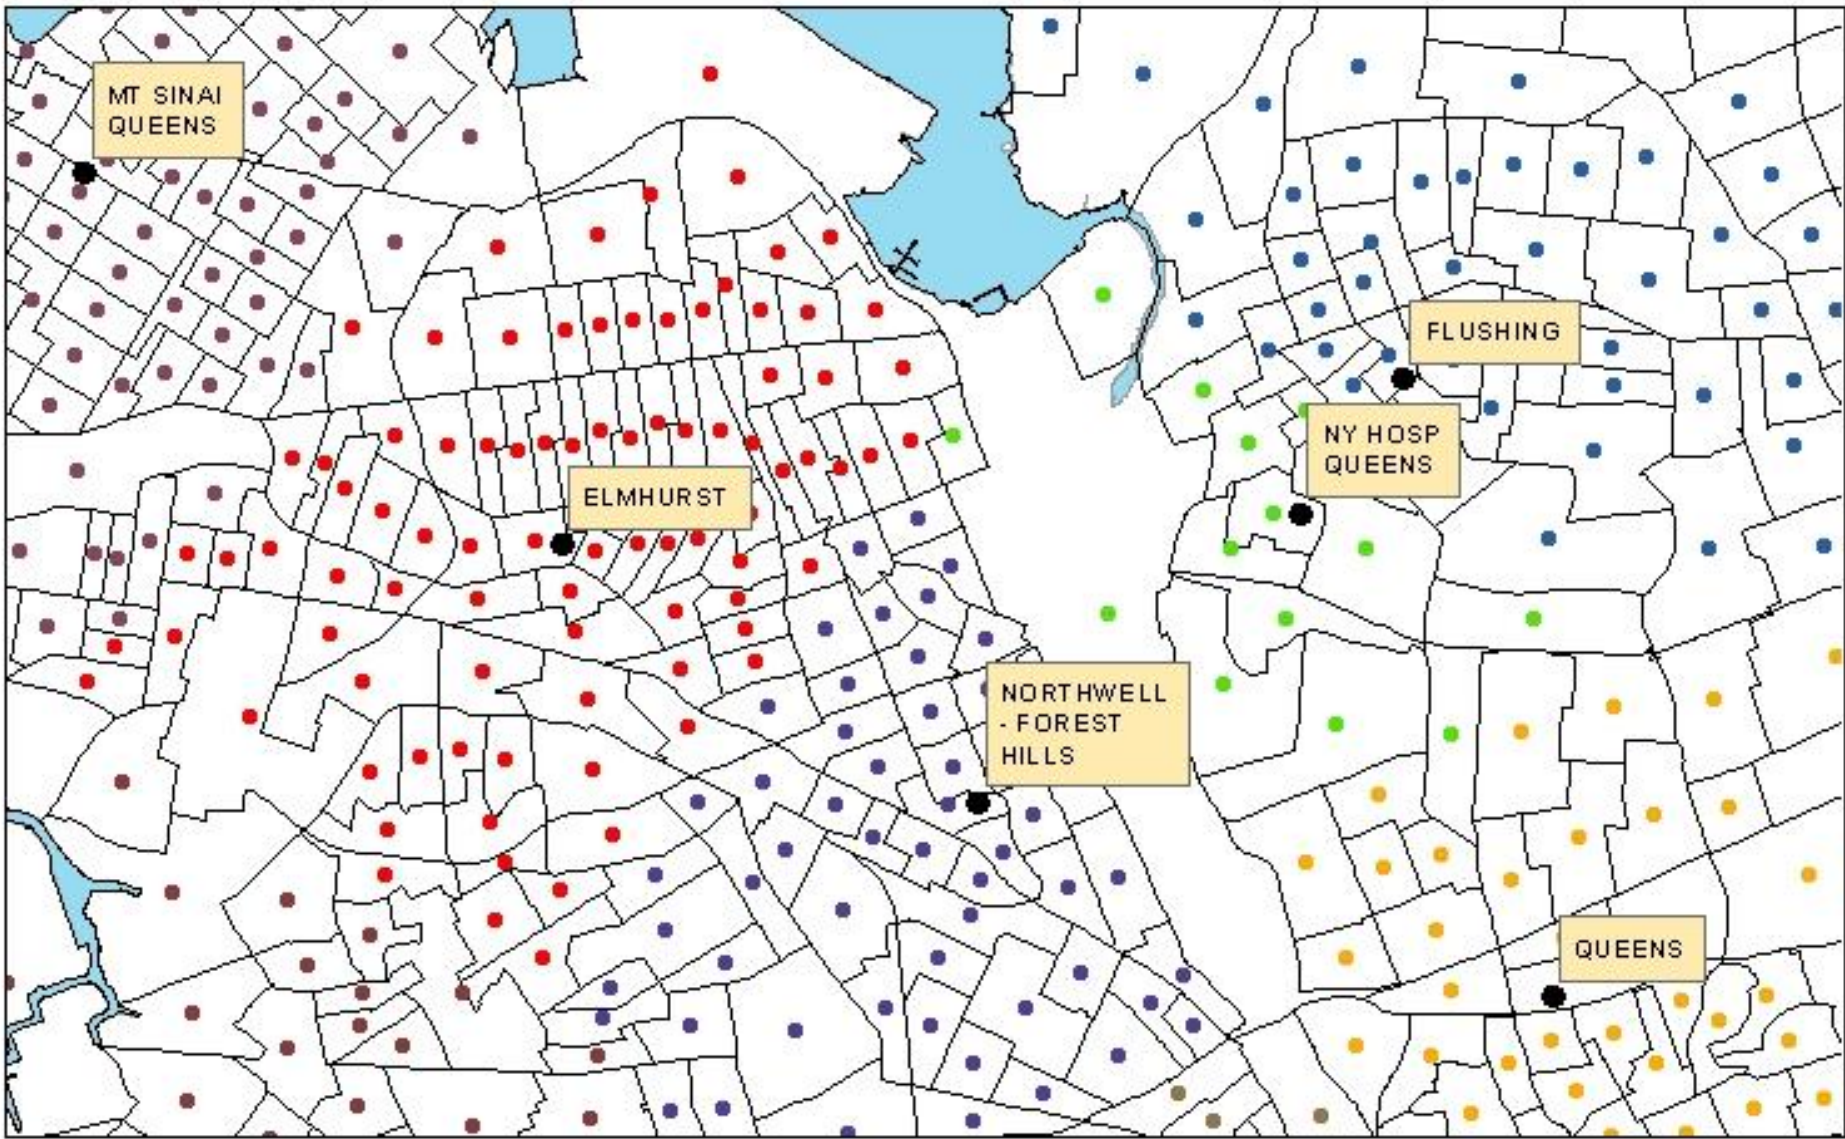 MT SINAI
QUEENS
FLUSHING
NY HOSP
QUEENS
ELMHURST
NORTHWELL
- FOREST
HILLS
QUEENS